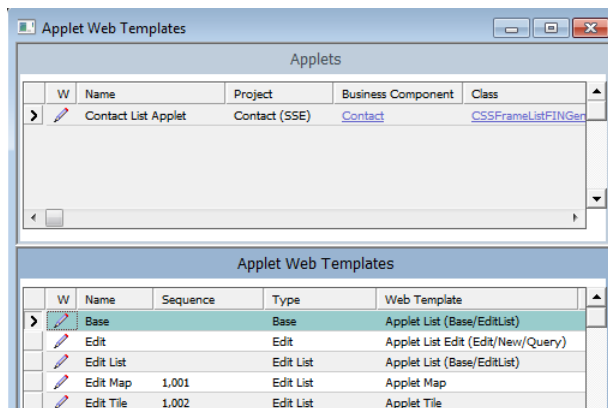 Applet Web Templates
Applets
W Name Project Business Component Class
Contact List Applet Contact (SSE) Contact CSSFrameListFINGen
Applet Web Templates
W Name Sequence Type Web Template
Base Base Applet List (Base/EditList)
Edit Edit Applet List Edit (Edit/New/Query)
Edit List Edit List Applet List (Base/EditList)
Edit Map 1,001 Edit List Applet Map
Edit Tile 1,002 Edit List Applet Tile